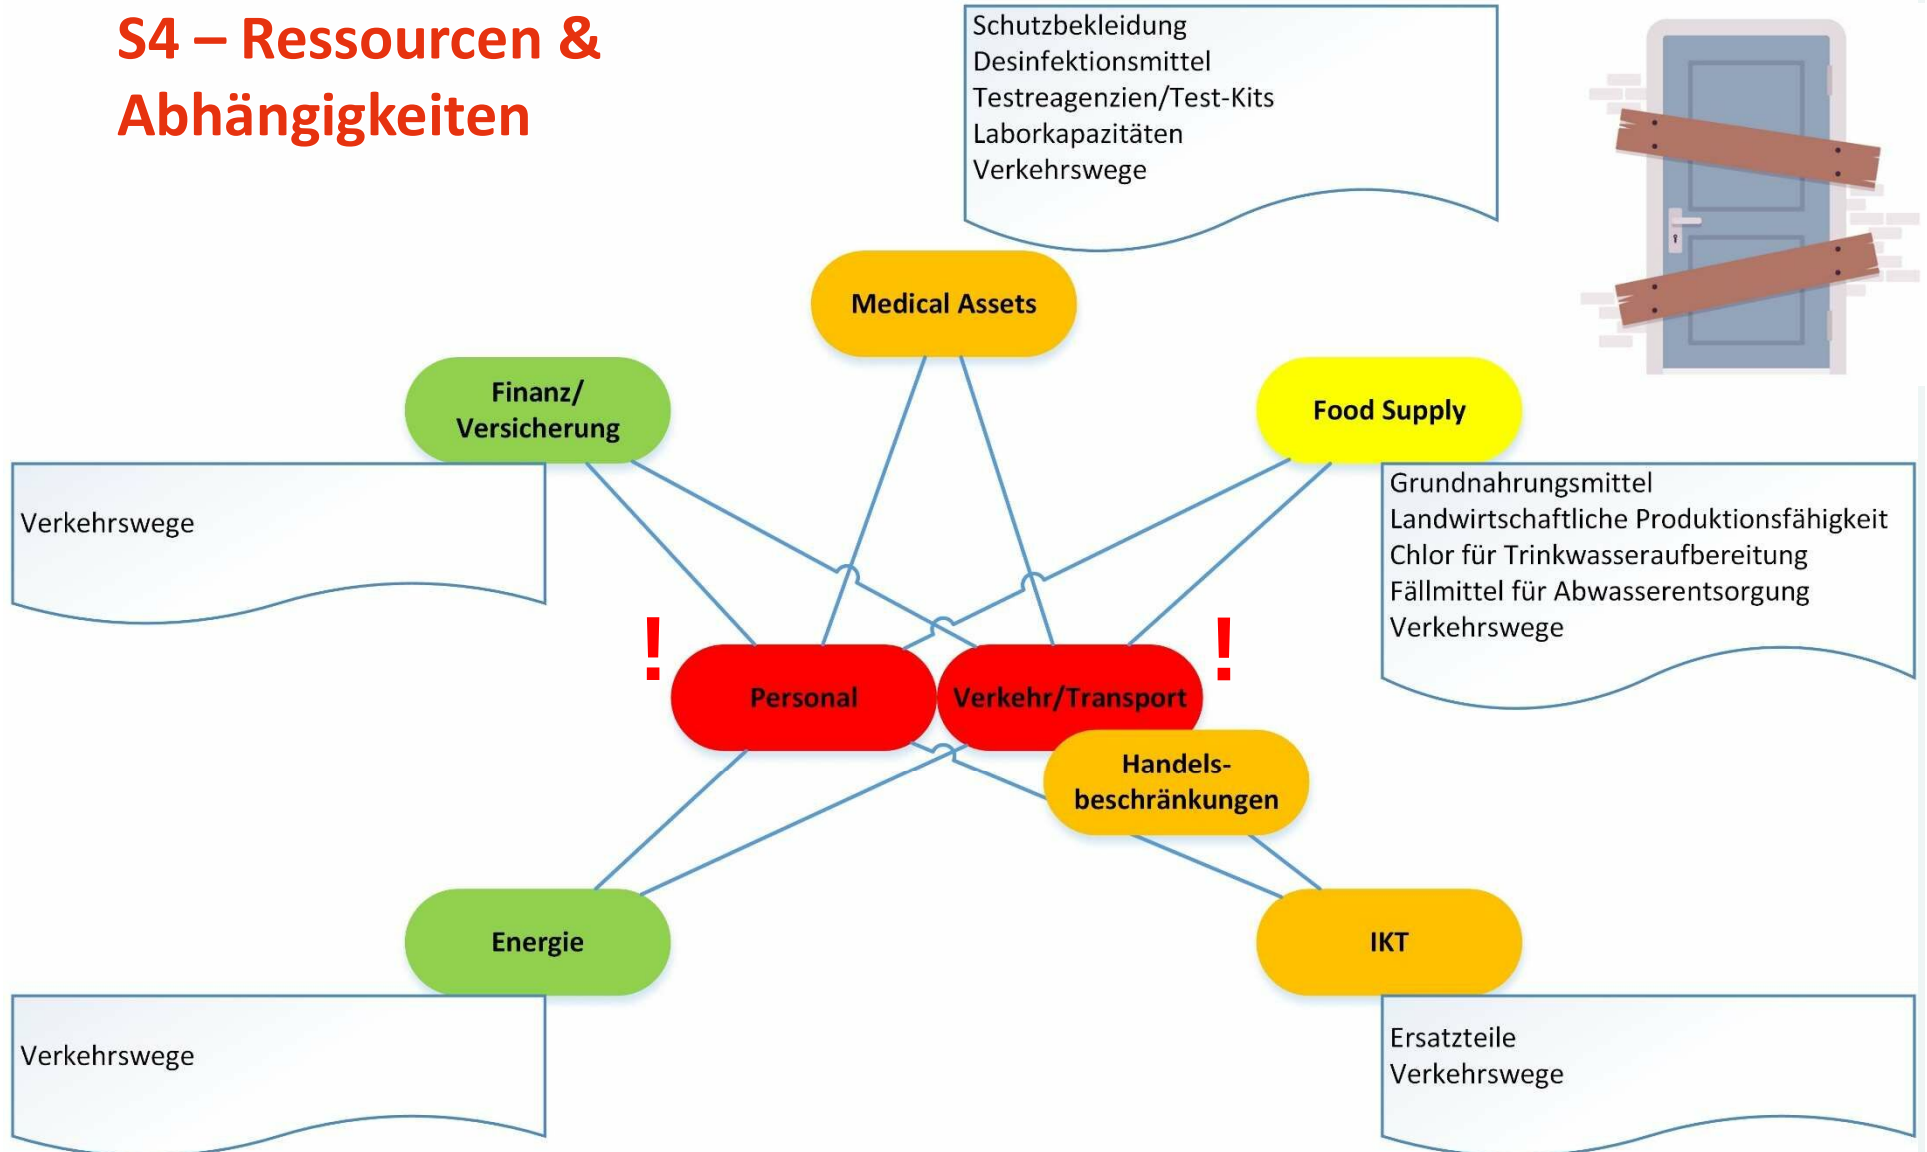 S4 – Ressourcen &
Abhängigkeiten
Schutzbekleidung
Desinfektionsmittel
Testreagenzien/Test-Kits
Laborkapazitäten
Verkehrswege
Medical Assets
Finanz/
Versicherung
Food Supply
Verkehrswege
Grundnahrungsmittel
Landwirtschaftliche Produktionsfähigkeit
Chlor für Trinkwasseraufbereitung
Fällmittel für Abwasserentsorgung
Verkehrswege
!
Personal
Verkehr/Transport
!
Handels-
beschränkungen
Energie
IKT
Verkehrswege
Ersatzteile
Verkehrswege